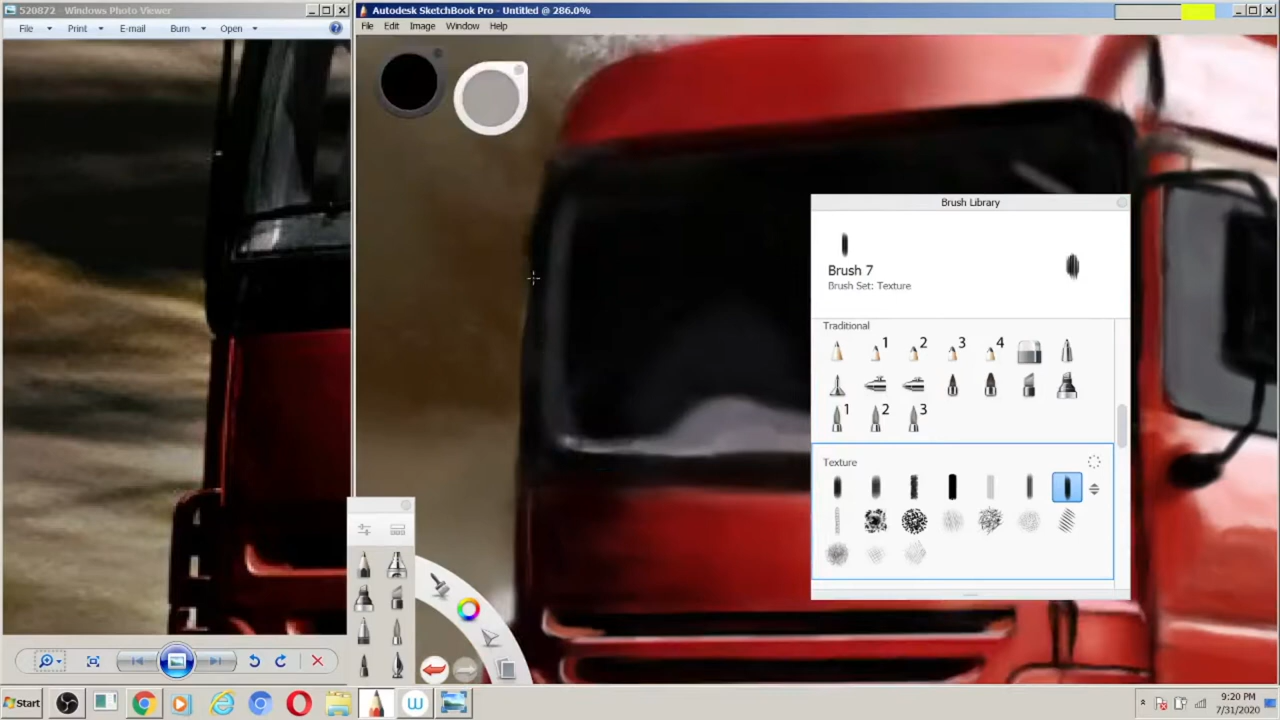 520872 - Windows Photo Viewer
File Print E-mail Burn Open
Autodesk SketchBook Pro - Untitled @ 286.0%
File Edit Image Window Help
Brush Library
Brush 7
Brush Set: Texture
Traditional
1 2 3 4
1 2 3
Texture
Start
9:20 PM
7/31/2020